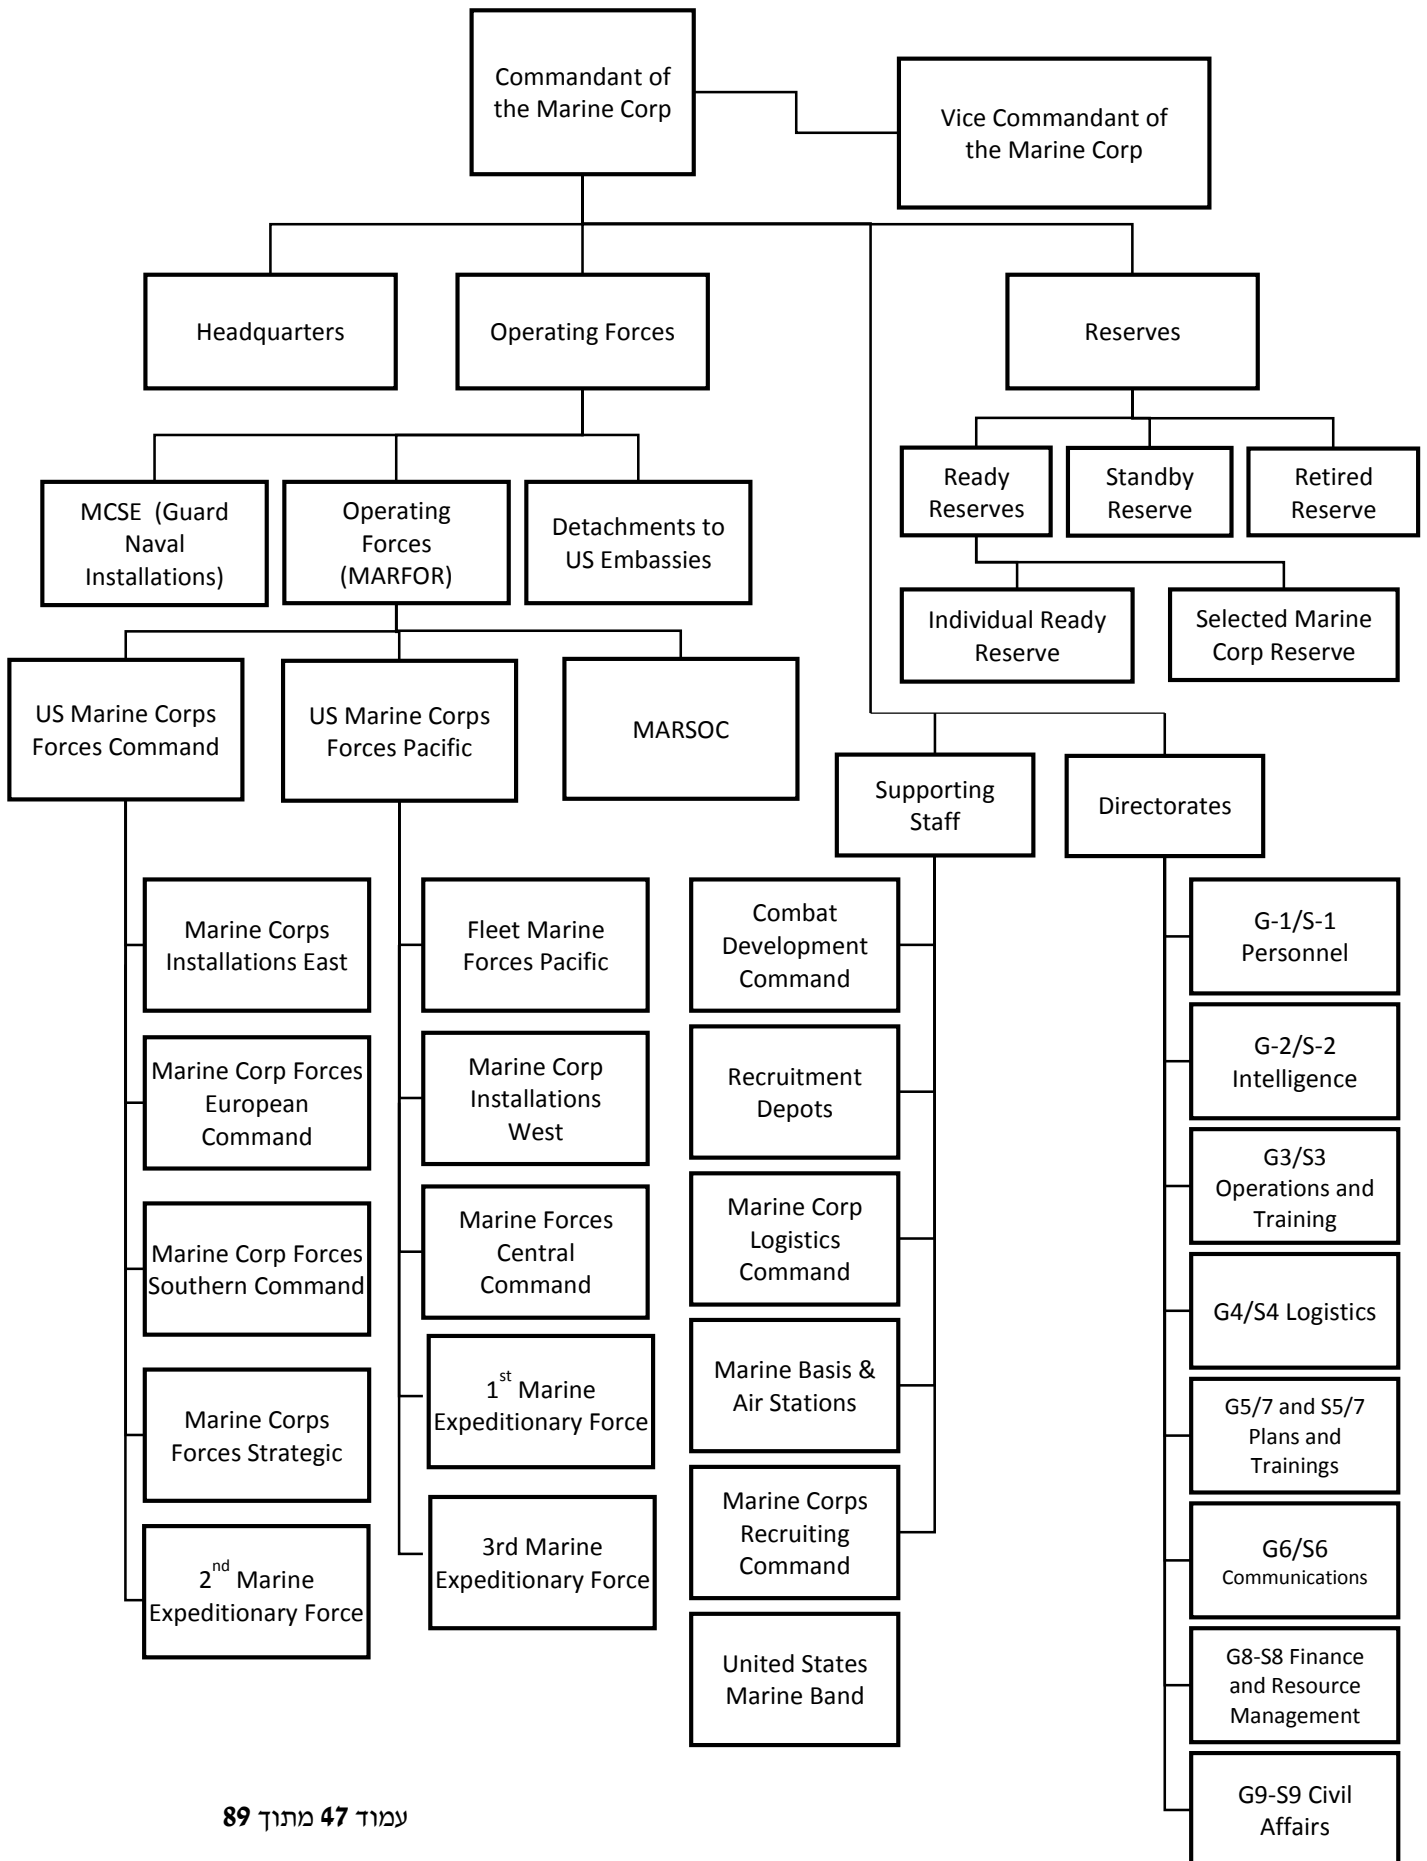 Commandant of
the Marine Corp
Vice Commandant of
the Marine Corp
Headquarters
Operating Forces
Reserves
MCSE (Guard
Naval
Installations)
Operating
Forces
(MARFOR)
Detachments to
US Embassies
Ready
Reserves
Standby
Reserve
Retired
Reserve
Individual Ready
Reserve
Selected Marine
Corp Reserve
US Marine Corps
Forces Command
US Marine Corps
Forces Pacific
MARSOC
Supporting
Staff
Directorates
Marine Corps
Installations East
Marine Corp Forces
European
Command
Marine Corp Forces
Southern Command
Marine Corps
Forces Strategic
2nd Marine
Expeditionary Force
Fleet Marine
Forces Pacific
Marine Corp
Installations
West
Marine Forces
Central
Command
1st Marine
Expeditionary Force
3rd Marine
Expeditionary Force
Combat
Development
Command
Recruitment
Depots
Marine Corp
Logistics
Command
Marine Basis &
Air Stations
Marine Corps
Recruiting
Command
United States
Marine Band
G-1/S-1
Personnel
G-2/S-2
Intelligence
G3/S3
Operations and
Training
G4/S4 Logistics
G5/7 and S5/7
Plans and
Trainings
G6/S6
Communications
G8-S8 Finance
and Resource
Management
G9-S9 Civil
Affairs
עמוד 47 מתוך 89